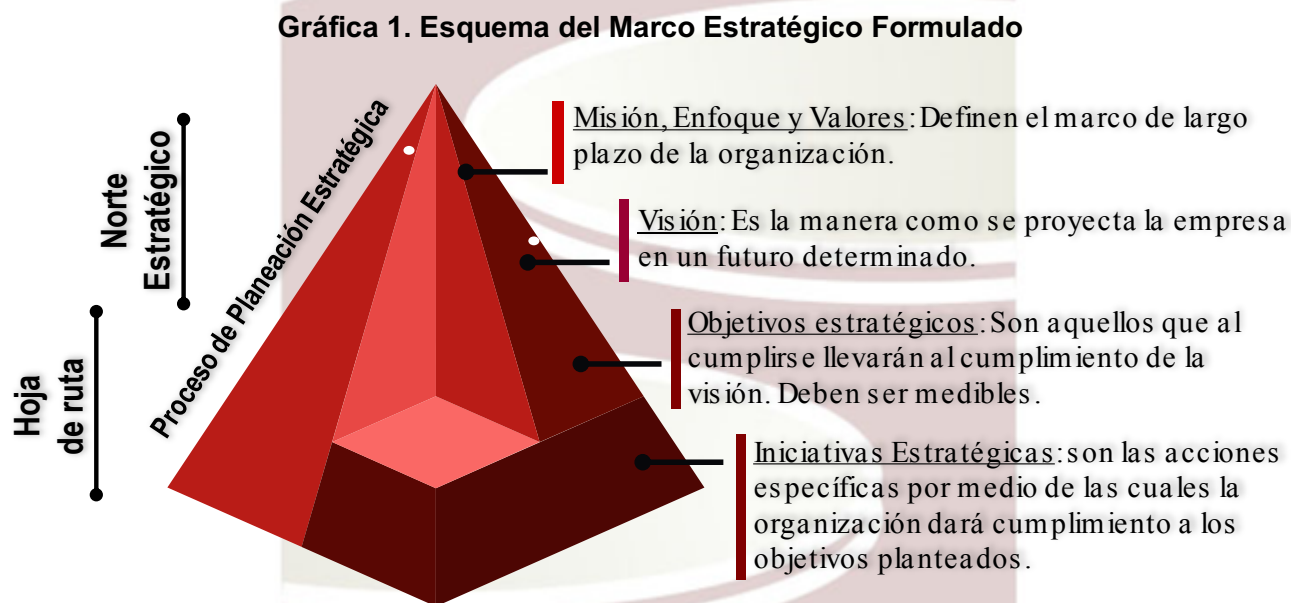 Gráfica 1. Esquema del Marco Estratégico Formulado
Norte
Estratégico
Hoja
de ruta
Proceso de Planeación Estratégica
Misión, Enfoque y Valores: Definen el marco de largo
plazo de la organización.
Visión: Es la manera como se proyecta la empresa
en un futuro determinado.
Objetivos estratégicos: Son aquellos que al
cumplirse llevarán al cumplimiento de la
visión. Deben ser medibles.
Iniciativas Estratégicas: son las acciones
específicas por medio de las cuales la
organización dará cumplimiento a los
objetivos planteados.